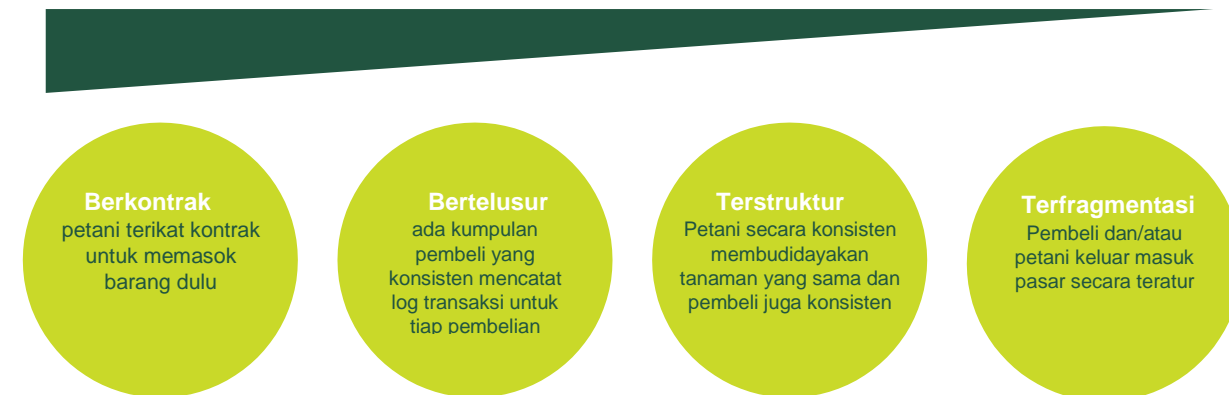 Berkontrak
petani terikat kontrak
untuk memasok
barang dulu
Bertelusur
ada kumpulan
pembeli yang
konsisten mencatat
log transaksi untuk
tiap pembelian
Terstruktur
Petani secara konsisten
membudidayakan
tanaman yang sama dan
pembeli juga konsisten
Terfragmentasi
Pembeli dan/atau
petani keluar masuk
pasar secara teratur